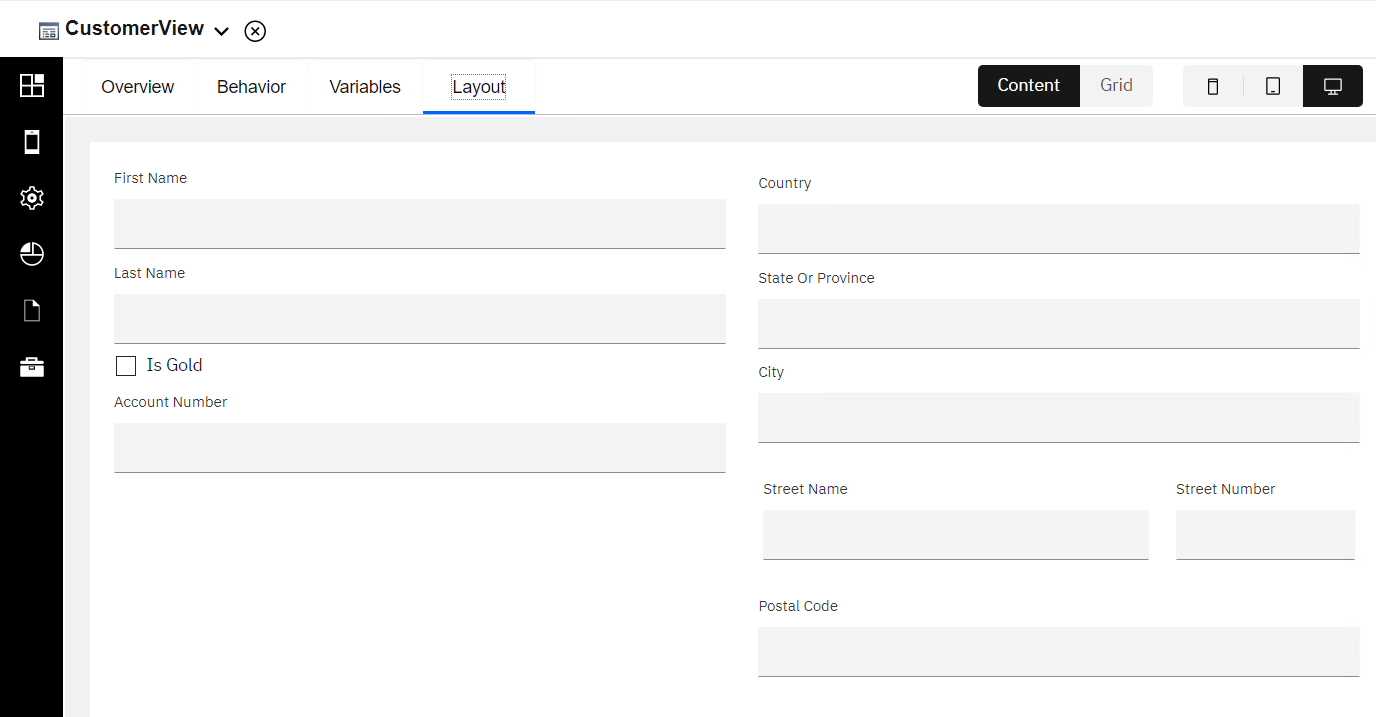 CustomerView
Overview Behavior Variables Layout Content Grid
First Name
Last Name
Is Gold
Account Number
Country
State Or Province
City
Street Name Street Number
Postal Code